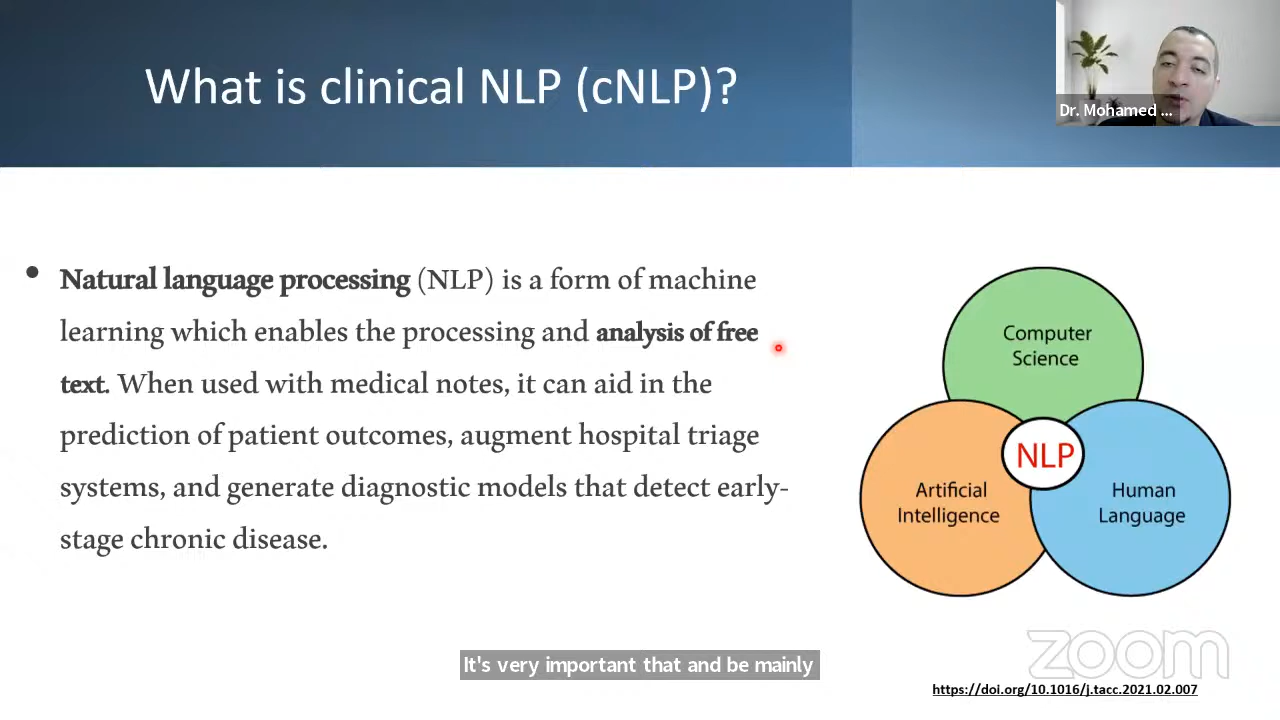 What is clinical NLP (cNLP)?
Dr. Mohamed ...
• Natural language processing (NLP) is a form of machine
learning which enables the processing and analysis of free
text. When used with medical notes, it can aid in the
prediction of patient outcomes, augment hospital triage
systems, and generate diagnostic models that detect early-
stage chronic disease.
Computer
Science
NLP
Artificial
Intelligence
Human
Language
zoom
It's very important that and be mainly
https://doi.org/10.1016/j.tacc.2021.02.007